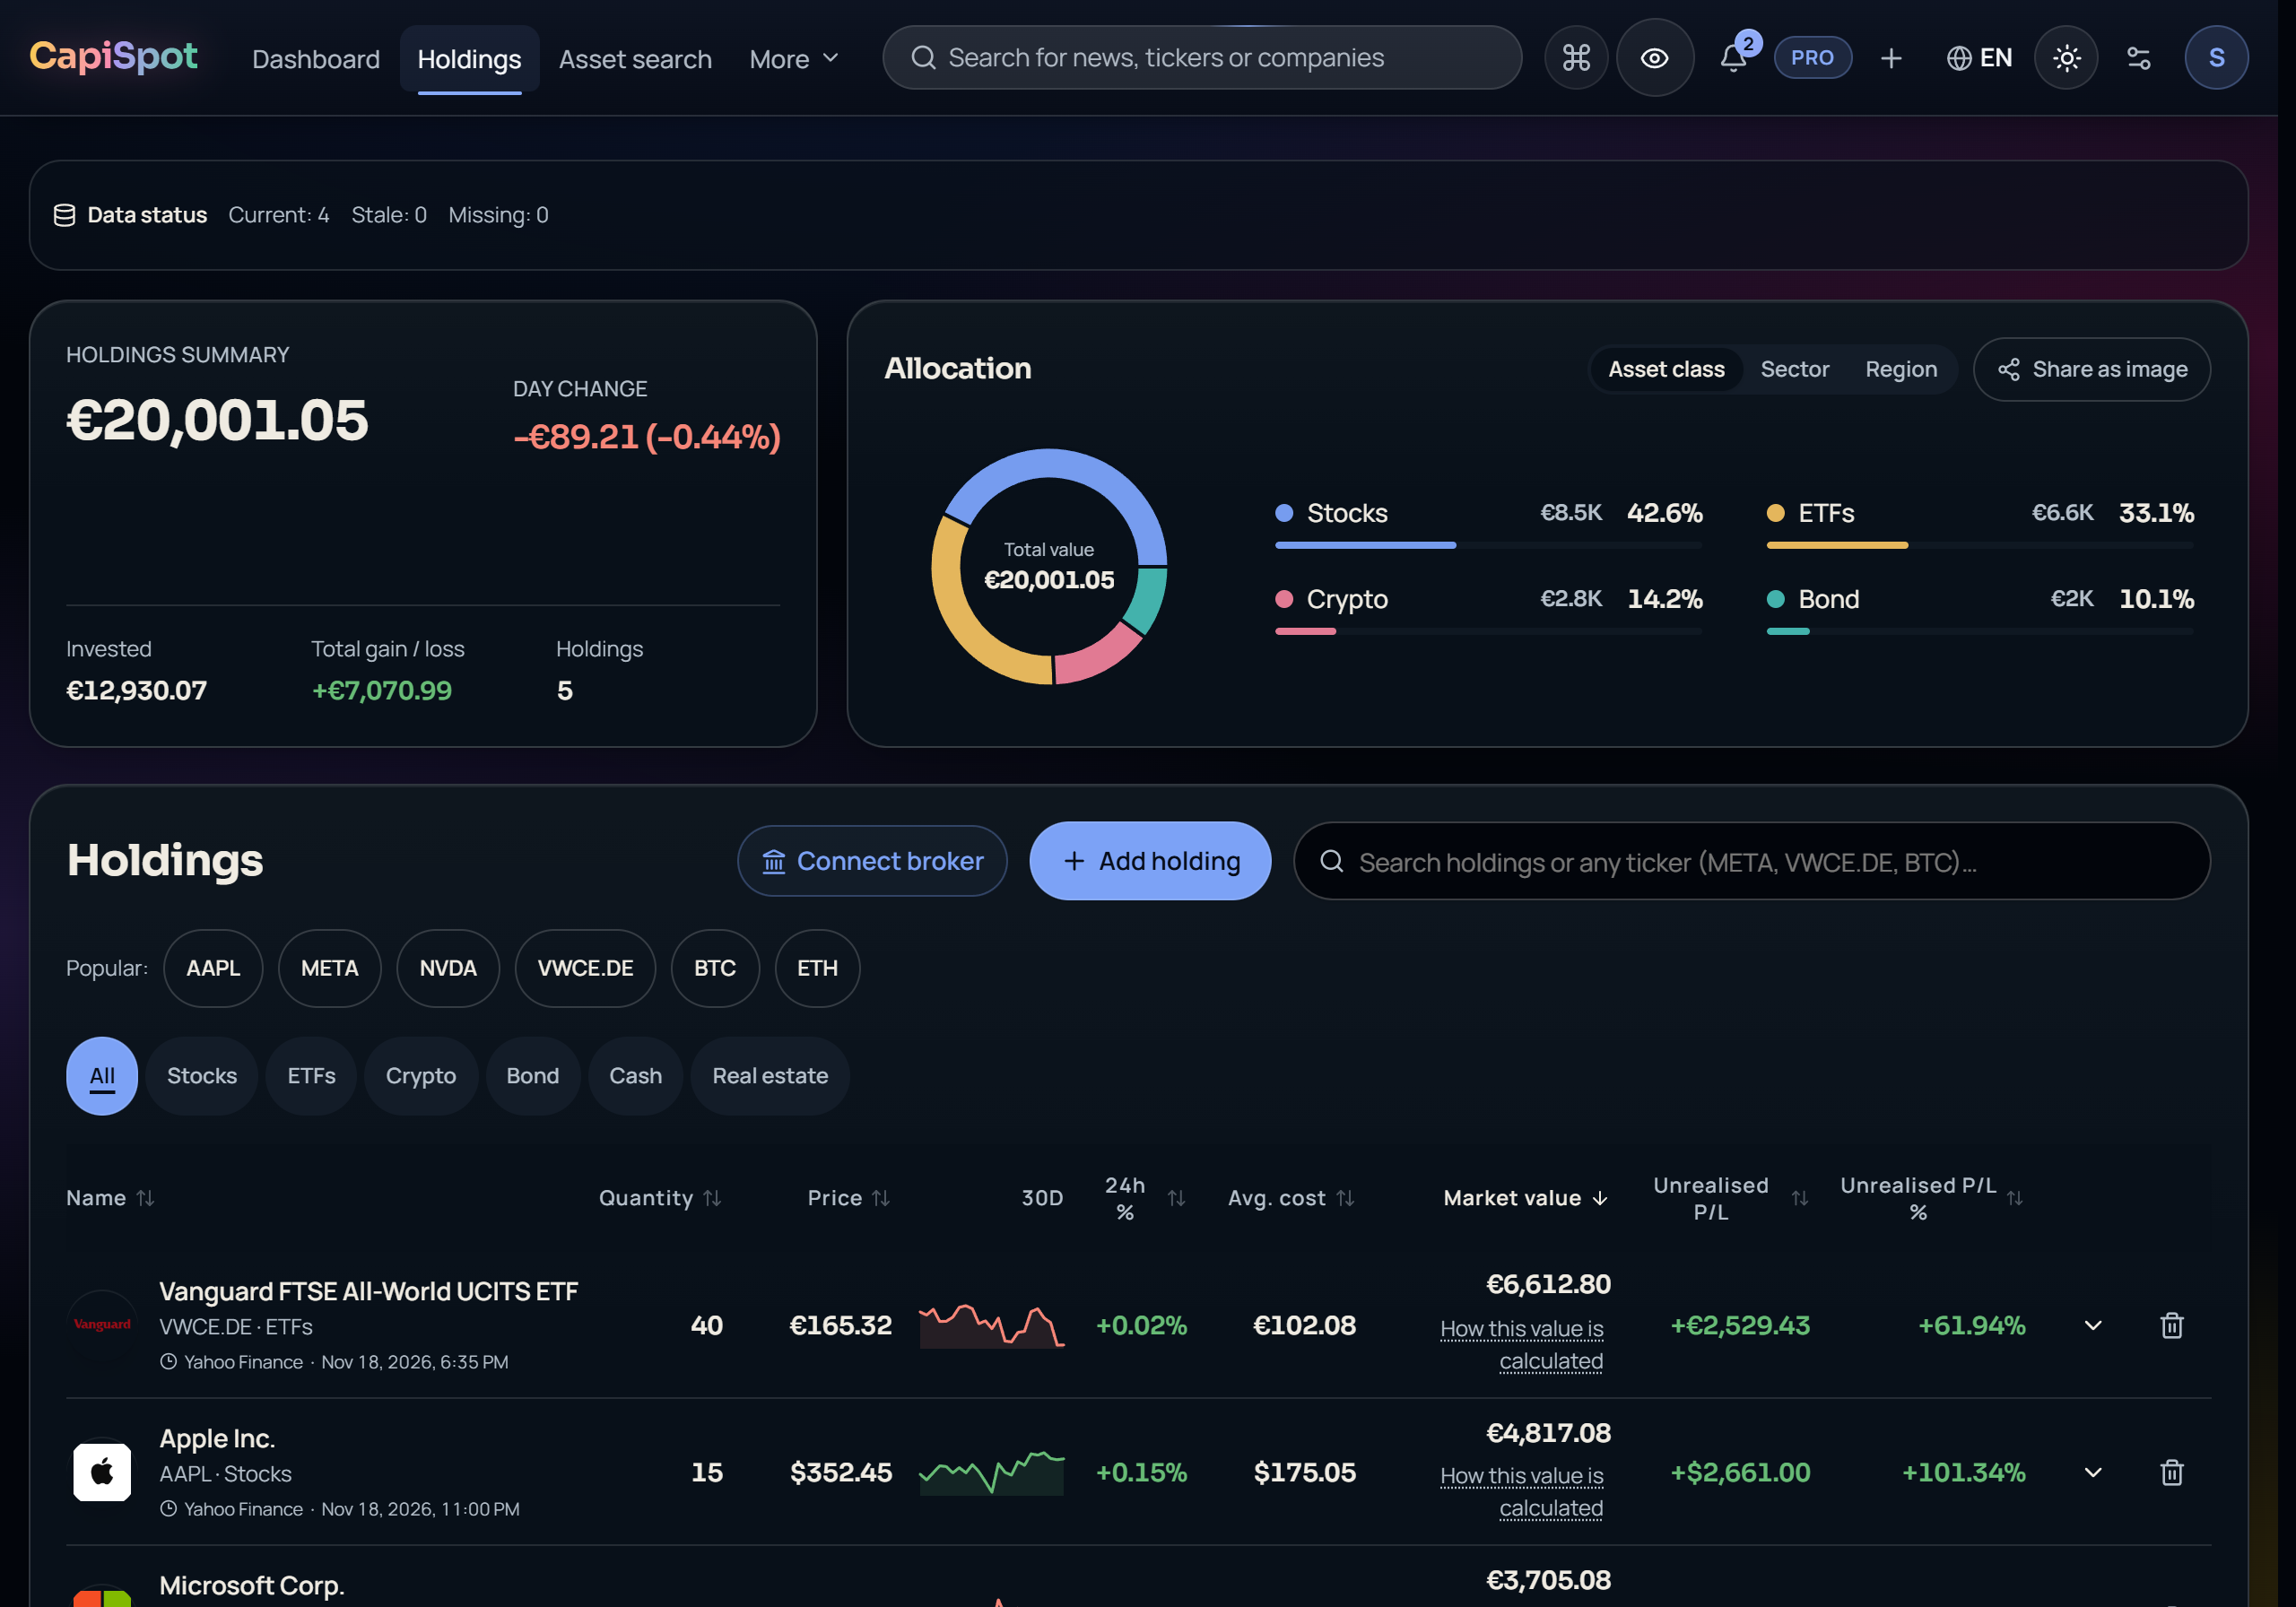 CapiSpot Dashboard Holdings Asset search More Search for news, tickers or companies 2 PRO EN S
Data status Current: 4 Stale: 0 Missing: 0
HOLDINGS SUMMARY
€20,001.05
DAY CHANGE
-€89.21 (-0.44%)
Invested Total gain / loss Holdings
€12,930.07 +€7,070.99 5
Allocation Asset class Sector Region Share as image
Total value
€20,001.05
Stocks €8.5K 42.6% ETFs €6.6K 33.1%
Crypto €2.8K 14.2% Bond €2K 10.1%
Holdings Connect broker + Add holding Search holdings or any ticker (META, VWCE.DE, BTC)...
Popular: AAPL META NVDA VWCE.DE BTC ETH
All Stocks ETFs Crypto Bond Cash Real estate
Name Quantity Price 30D 24h % Avg. cost Market value Unrealised P/L Unrealised P/L %
Vanguard
Vanguard FTSE All-World UCITS ETF
VWCE.DE · ETFs
Yahoo Finance · Nov 18, 2026, 6:35 PM
40 €165.32 +0.02% €102.08 €6,612.80
How this value is
calculated
+€2,529.43 +61.94%
Apple Inc.
AAPL · Stocks
Yahoo Finance · Nov 18, 2026, 11:00 PM
15 $352.45 +0.15% $175.05 €4,817.08
How this value is
calculated
+$2,661.00 +101.34%
Microsoft Corp.
€3,705.08